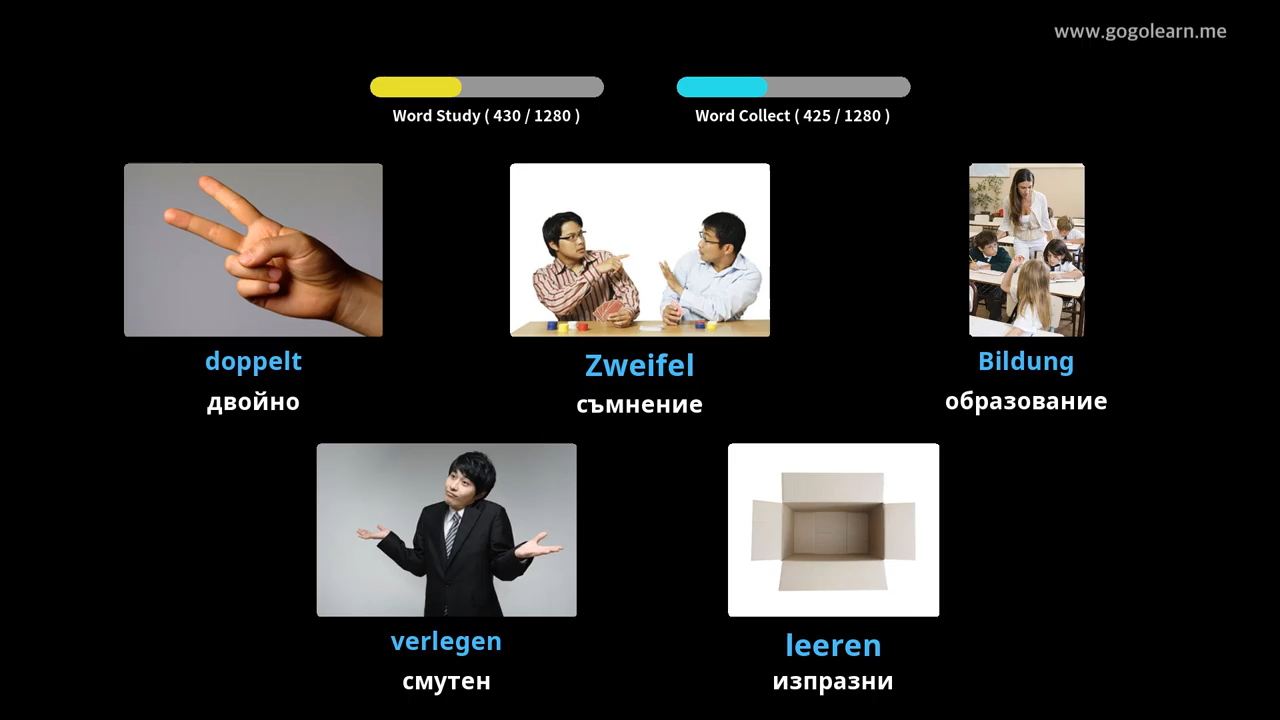 www.gogolearn.me
Word Study ( 430 / 1280 )
Word Collect ( 425 / 1280 )
doppelt
двойно
Zweifel
съмнение
Bildung
образование
verlegen
смутен
leeren
изпразни